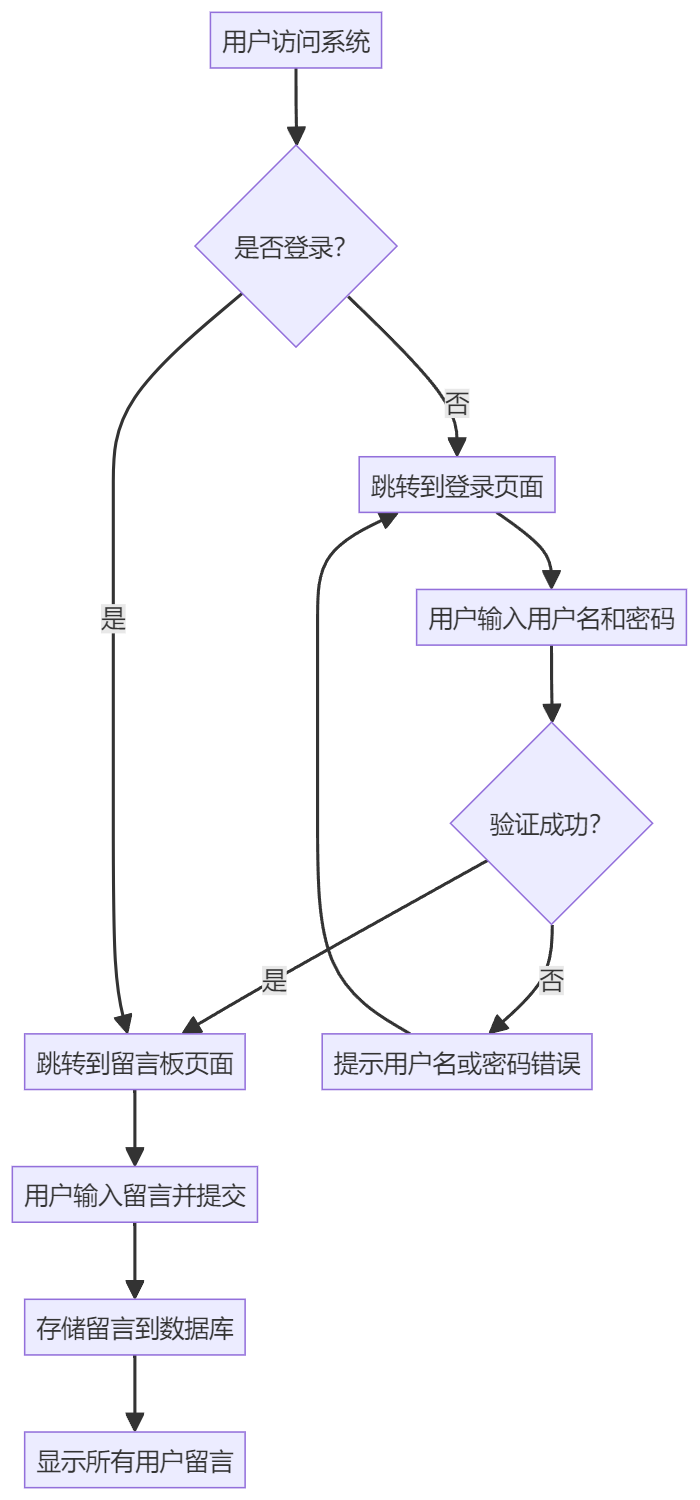 用户访问系统
是否登录？
否
跳转到登录页面
是
用户输入用户名和密码
验证成功？
是
否
跳转到留言板页面
提示用户名或密码错误
用户输入留言并提交
存储留言到数据库
显示所有用户留言